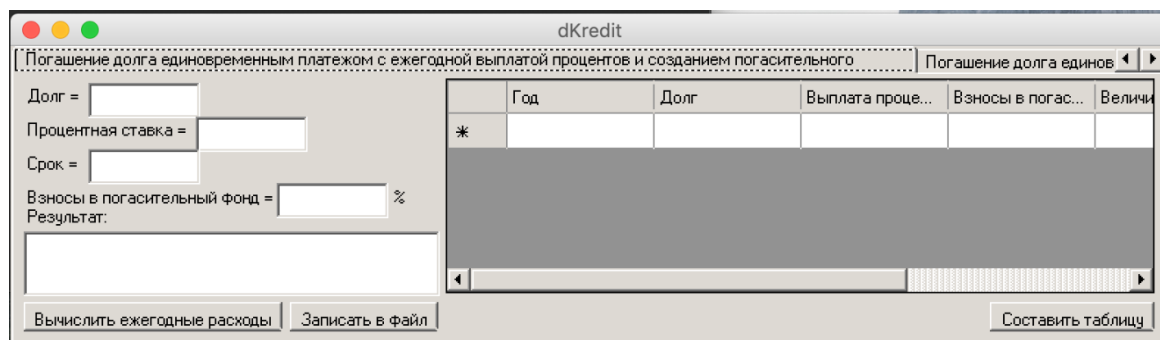 dKredit
Погашение долга единовременным платежом с ежегодной выплатой процентов и созданием погасительного
Погашение долга единов
Долг =
Процентная ставка =
Срок =
Взносы в погасительный фонд = %
Результат:
Год Долг Выплата проце... Взносы в погас... Величи
*
Вычислить ежегодные расходы Записать в файл Составить таблицу